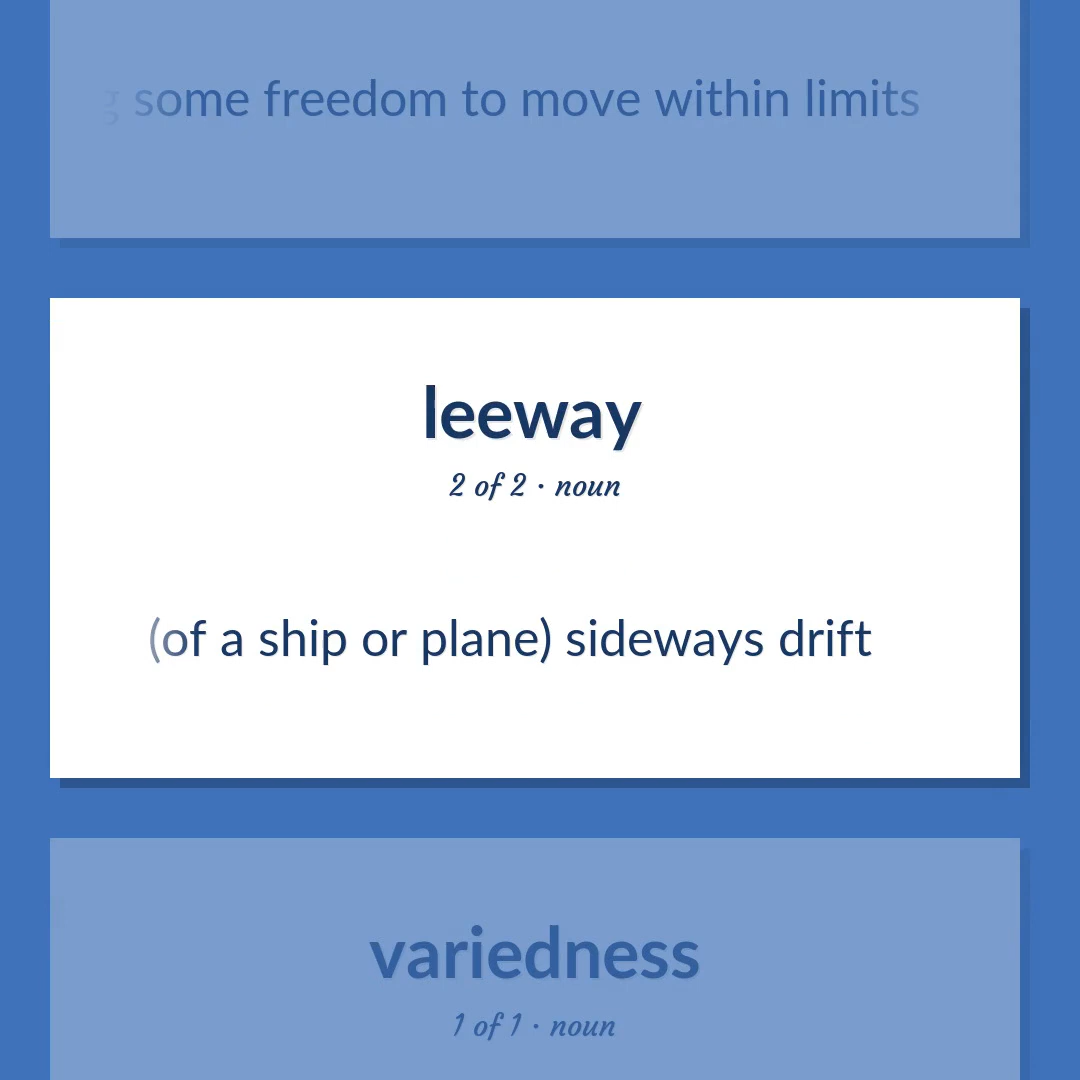 some freedom to move within limits
leeway
2 of 2 · noun
(of a ship or plane) sideways drift
variedness
1 of 1 · noun